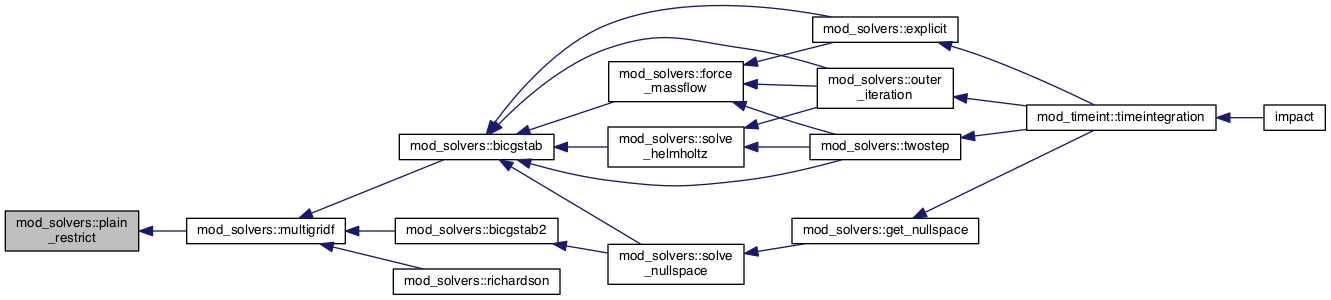 mod_solvers::plain
_restrict
mod_solvers::multigridf
mod_solvers::bicgstab
mod_solvers::bicgstab2
mod_solvers::richardson
mod_solvers::force
_massflow
mod_solvers::solve
_helmholtz
mod_solvers::solve
_nullspace
mod_solvers::explicit
mod_solvers::outer
_iteration
mod_solvers::twostep
mod_solvers::get_nullspace
mod_timeint::timeintegration
impact